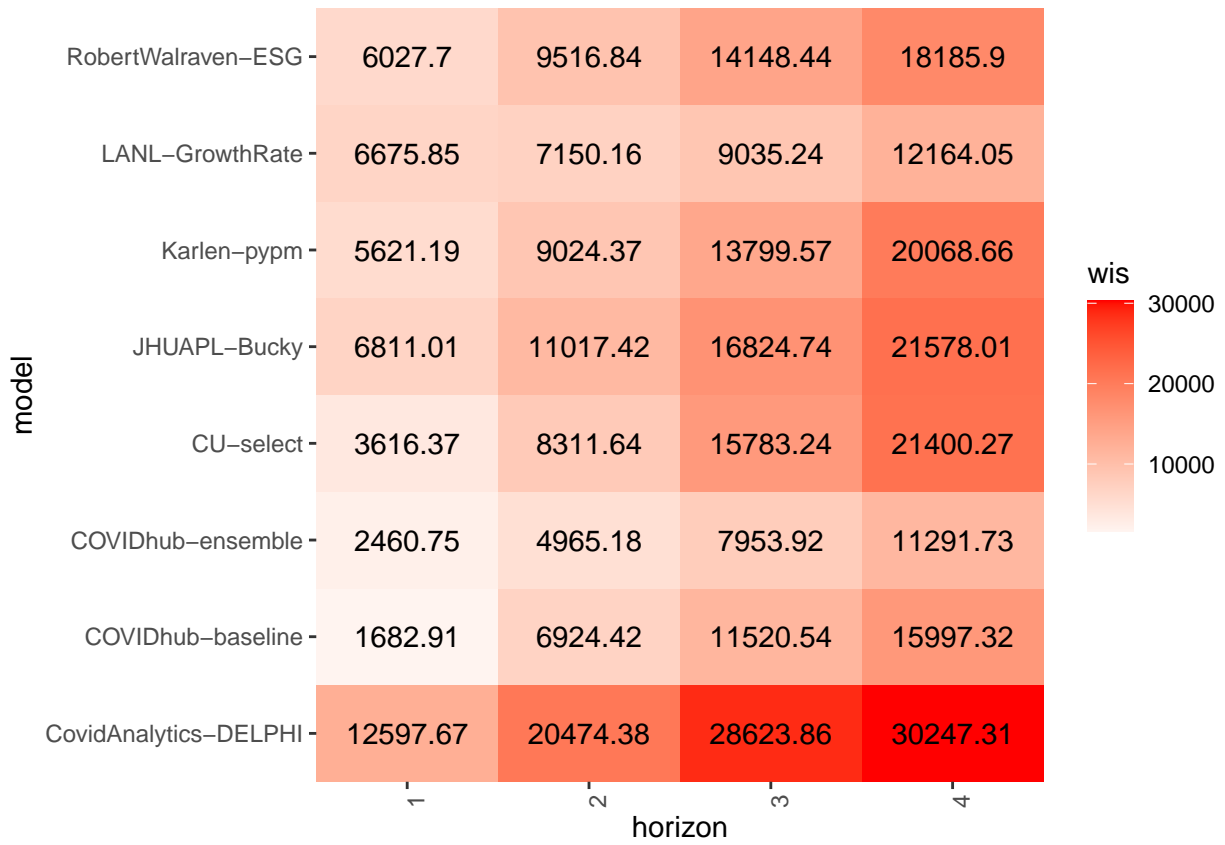 RobertWalraven−ESG 6027.7 9516.84 14148.44 18185.9
LANL−GrowthRate 6675.85 7150.16 9035.24 12164.05
Karlen−pypm 5621.19 9024.37 13799.57 20068.66
JHUAPL−Bucky 6811.01 11017.42 16824.74 21578.01
CU−select 3616.37 8311.64 15783.24 21400.27
COVIDhub−ensemble 2460.75 4965.18 7953.92 11291.73
COVIDhub−baseline 1682.91 6924.42 11520.54 15997.32
CovidAnalytics−DELPHI 12597.67 20474.38 28623.86 30247.31
1 2 3 4
horizon
model
wis
30000
20000
10000